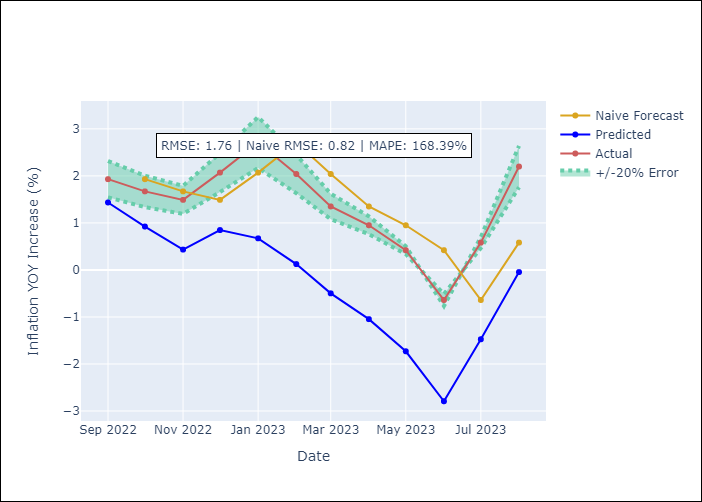 Naive Forecast
Predicted
Actual
+/-20% Error
RMSE: 1.76 | Naive RMSE: 0.82 | MAPE: 168.39%
Inflation YOY Increase (%)
3
2
1
0
−1
−2
−3
Sep 2022 Nov 2022 Jan 2023 Mar 2023 May 2023 Jul 2023
Date